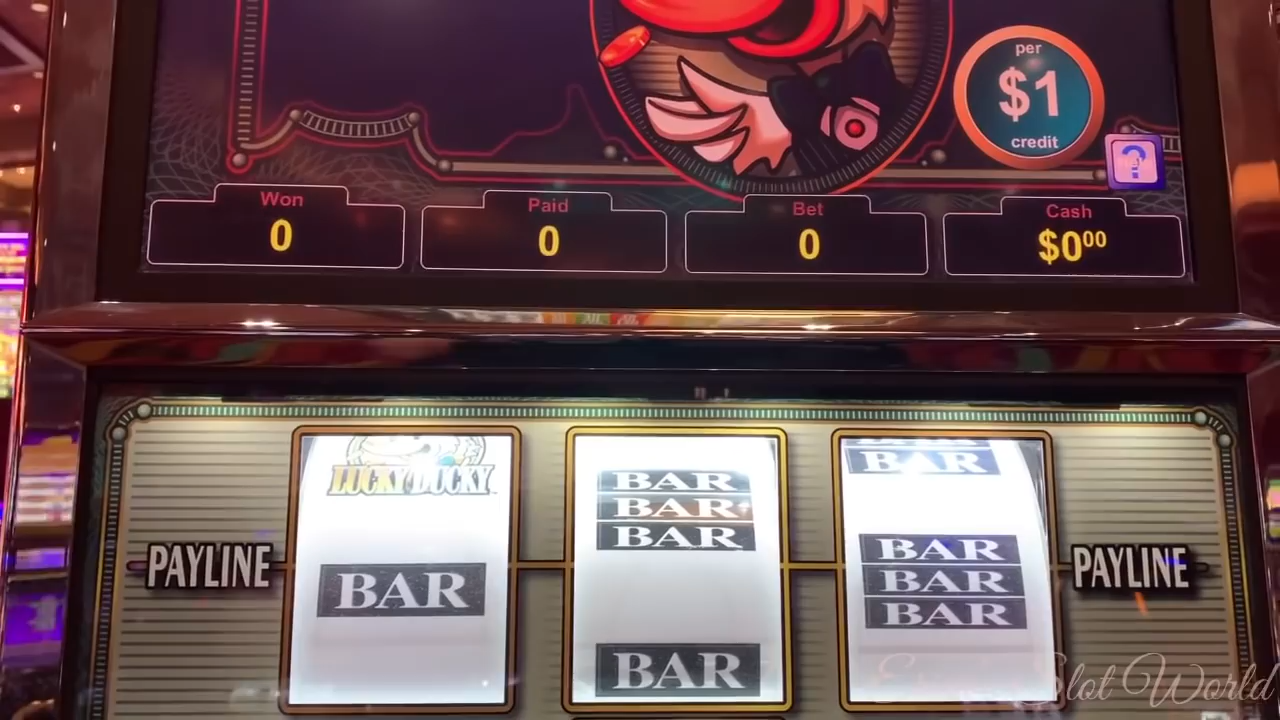 per
$1
credit
Won
Paid
Bet
Cash
0
0
0
$0⁰⁰
LUCKY DUCKY
BAR
BAR
BAR
BAR
BAR
BAR
BAR
BAR
PAYLINE
BAR
PAYLINE
BAR
Slot World